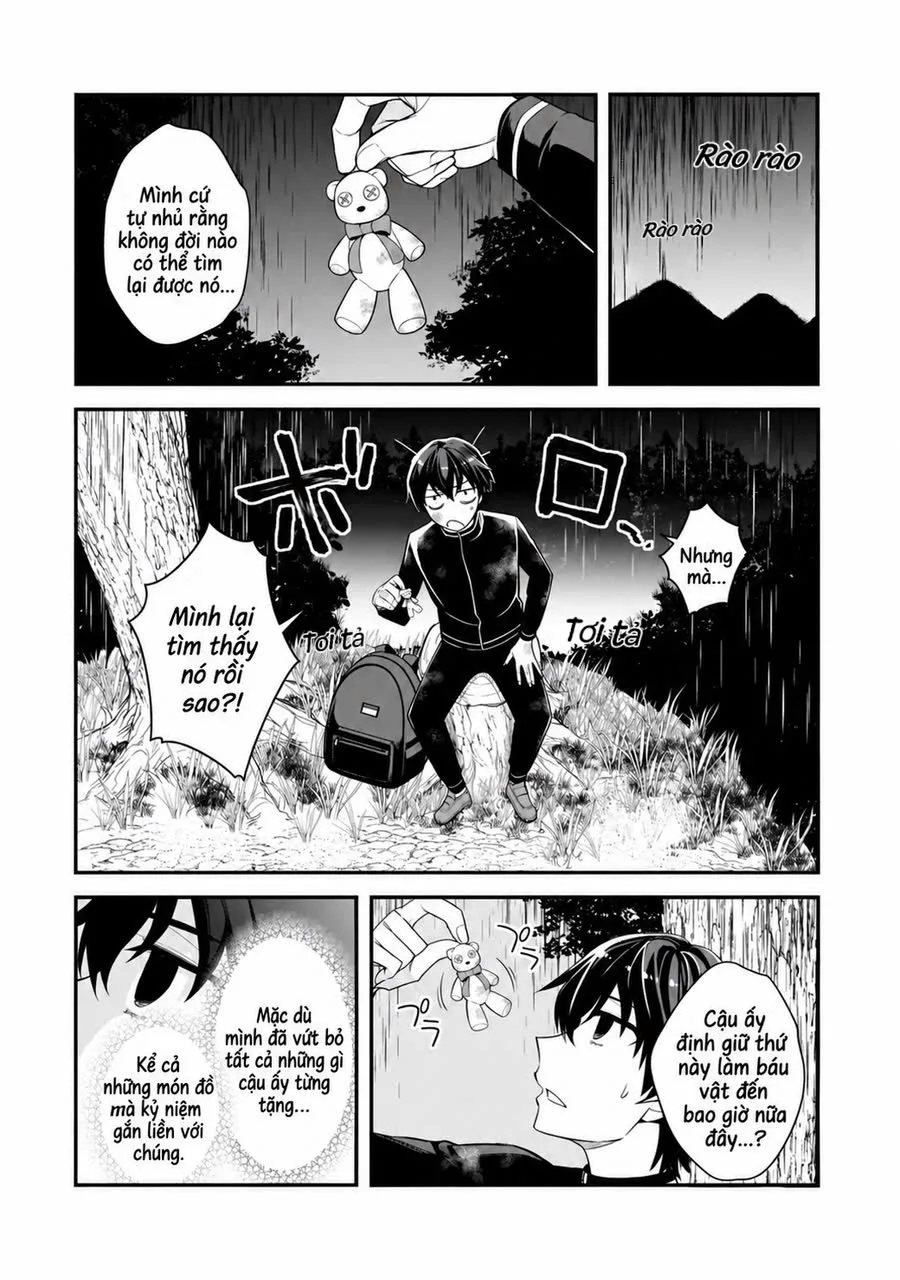 Rào rào
Rào rào
Mình cứ
tự nhủ rằng
không đời nào
có thể tìm
lại được nó...
Nhưng
mà...
ボロ、
Tơi tả
Tơi tả
Mình lại
tìm thấy
nó rồi
sao?!
Cậu ấy
định giữ thứ
này làm báu
vật đến
bao giờ nữa
đây...?
Mặc dù
mình đã vứt bỏ
tất cả những gì
cậu ấy từng
tặng...
Kể cả
những món đồ
mà kỷ niệm
gắn liền với
chúng.